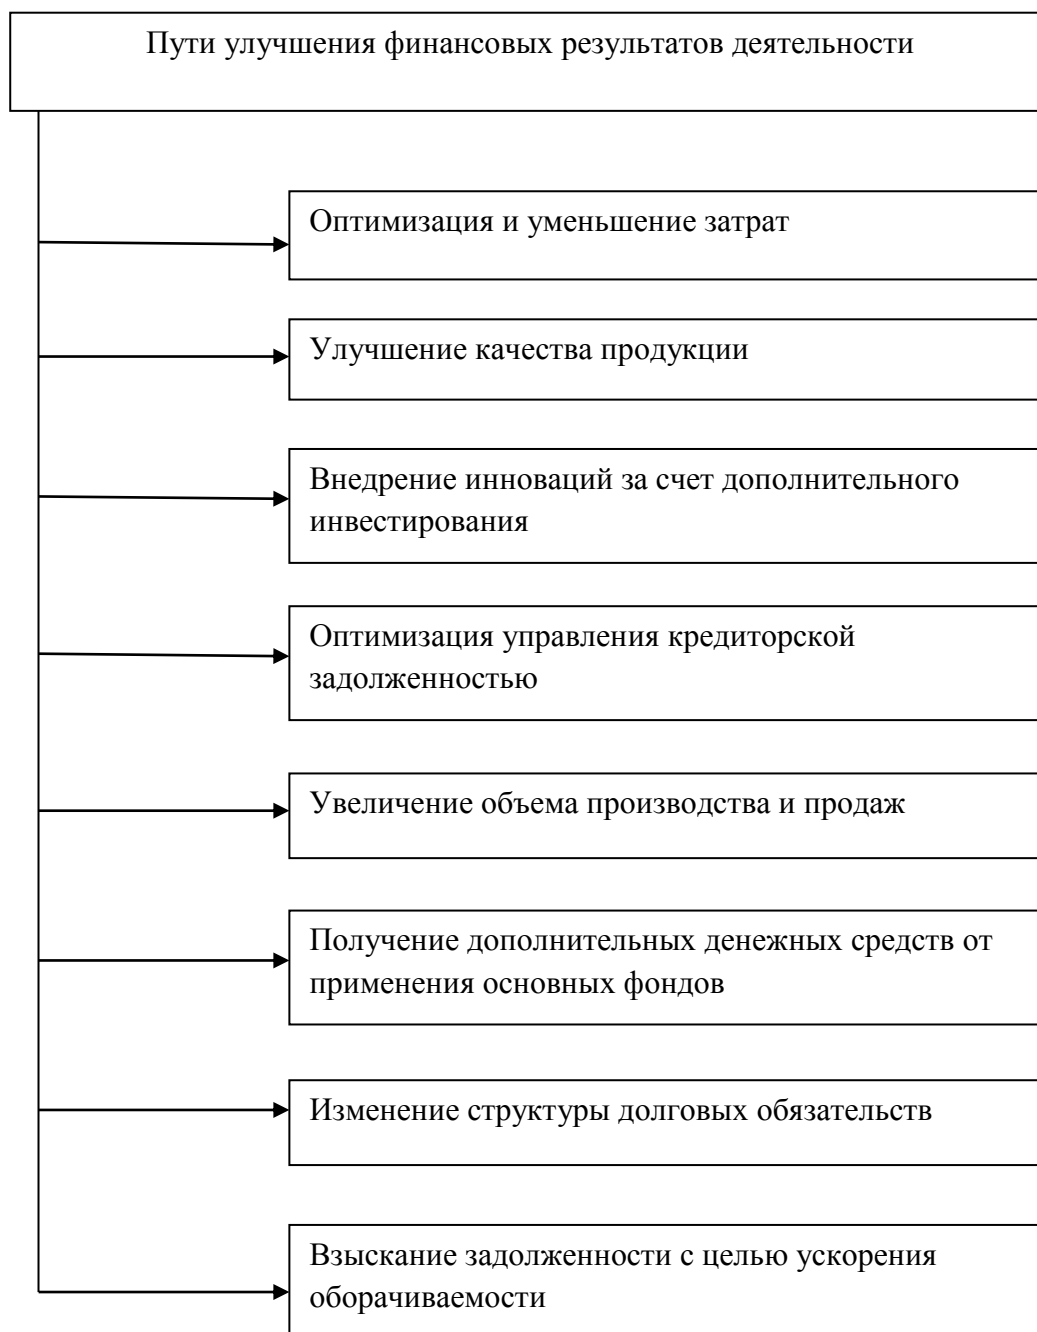 Пути улучшения финансовых результатов деятельности
Оптимизация и уменьшение затрат
Улучшение качества продукции
Внедрение инноваций за счет дополнительного
инвестирования
Оптимизация управления кредиторской
задолженностью
Увеличение объема производства и продаж
Получение дополнительных денежных средств от
применения основных фондов
Изменение структуры долговых обязательств
Взыскание задолженности с целью ускорения
оборачиваемости